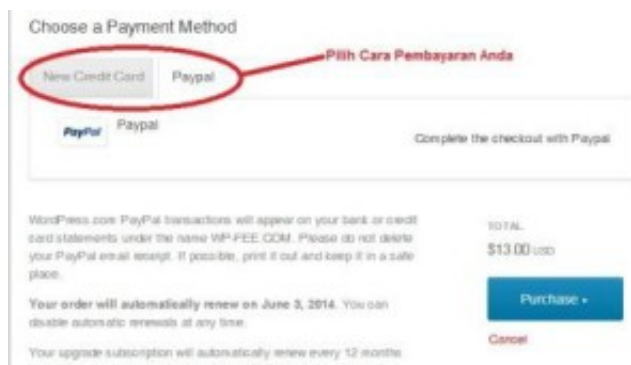 Choose a Payment Method
Pilih Cara Pembayaran Anda
New Credit Card Paypal
PayPal Paypal
Complete the checkout with Paypal
WordPress.com PayPal transactions will appear on your bank or credit
card statements under the name WP-FEE.COM. Please do not delete
your PayPal email receipt. If possible, print it out and keep it in a safe
place.
Your order will automatically renew on June 3, 2014. You can
disable automatic renewals at any time.
Your upgrade subscription will automatically renew every 12 months
TOTAL
$13.00 USD
Purchase »
Cancel